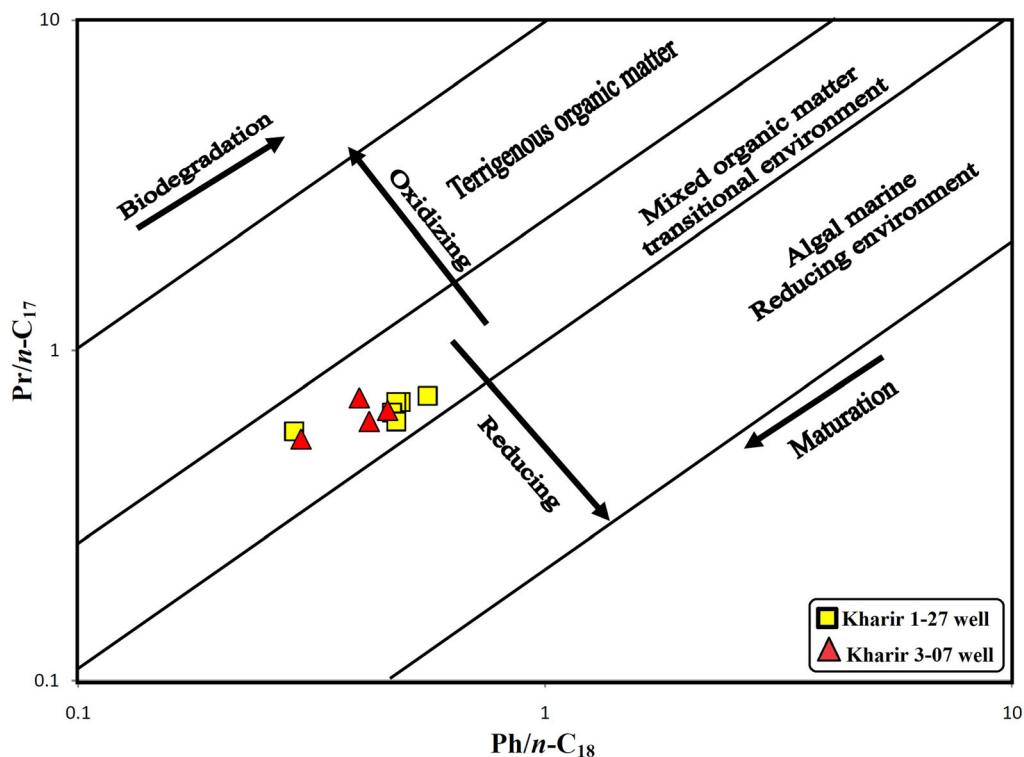 10
Biodegradation
Oxidizing
Terrigenous organic matter
Mixed organic matter
transitional environment
Algal marine
Reducing environment
Pr/n-C17
1
Reducing
Maturation
Kharir 1-27 well
Kharir 3-07 well
0.1
0.1
1
10
Ph/n-C18